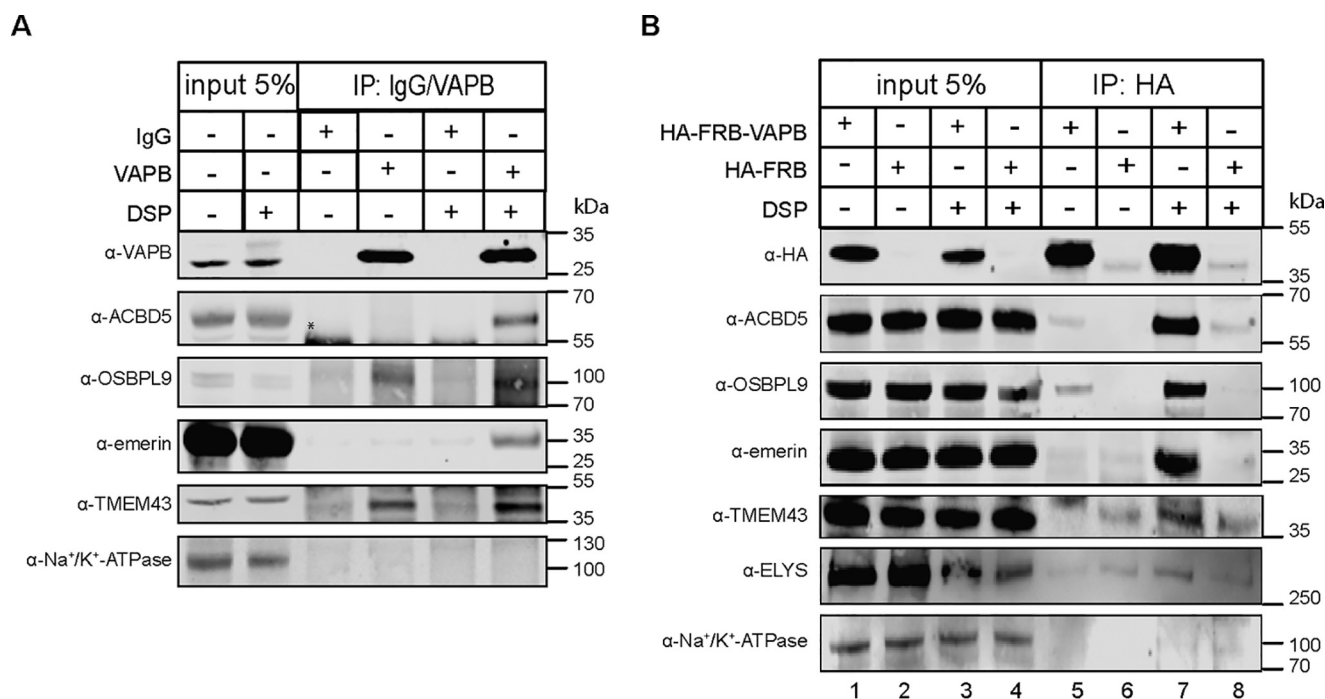 A
input 5% IP: IgG/VAPB
IgG - - + - + -
VAPB - - - + - +
DSP - + - - + +
kDa
α-VAPB 35
25
α-ACBD5 70
* 55
α-OSBPL9 100
70
α-emerin 35
25
α-TMEM43 55
35
α-Na⁺/K⁺-ATPase 130
100
B
input 5% IP: HA
HA-FRB-VAPB + - + - + - + -
HA-FRB - + - + - + - +
DSP - - + + - - + +
kDa
α-HA 55
35
α-ACBD5 70
55
α-OSBPL9 100
70
α-emerin 35
25
α-TMEM43 35
α-ELYS 250
α-Na⁺/K⁺-ATPase 100
70
1 2 3 4 5 6 7 8